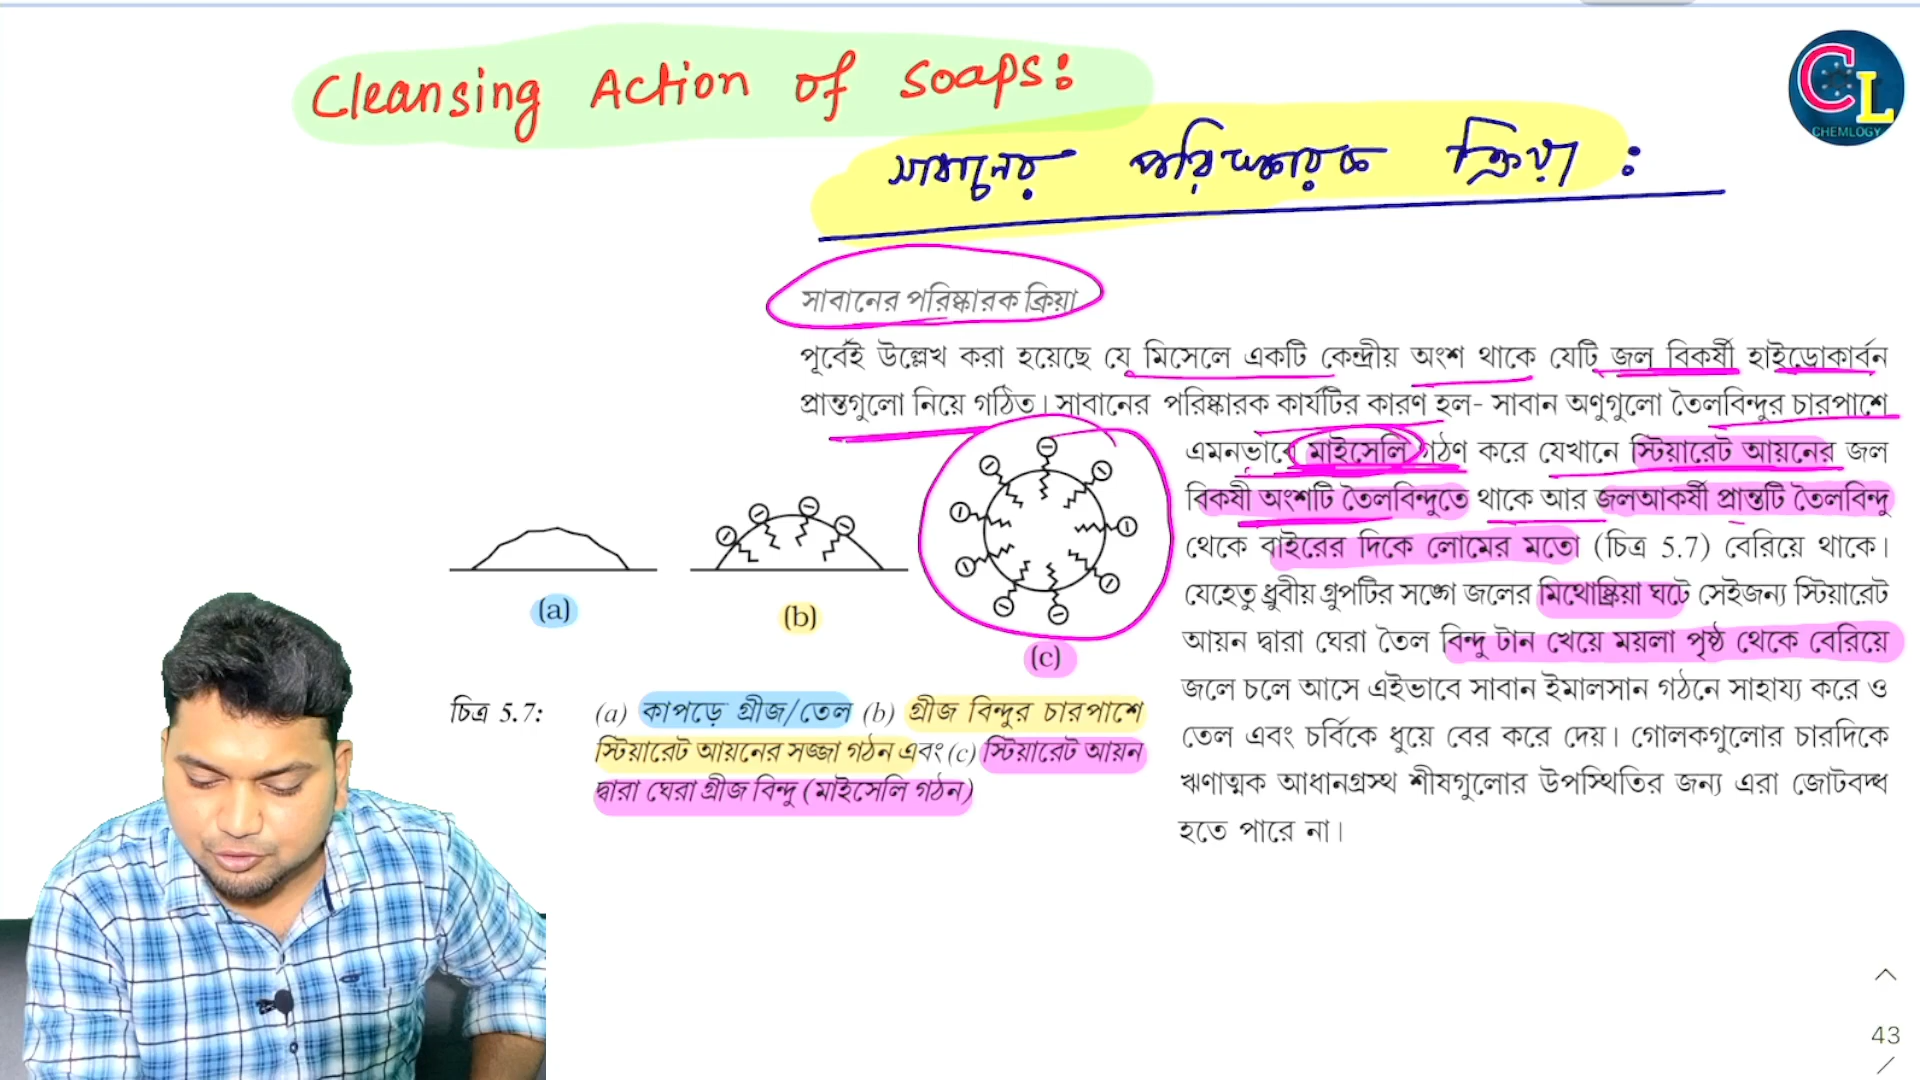 Cleansing Action of Soaps:
CL
CHEMLOGY
সাবানের পরিষ্কারক ক্রিয়া :
সাবানের পরিষ্কারক ক্রিয়া
পূর্বেই উল্লেখ করা হয়েছে যে মিসেলে একটি কেন্দ্রীয় অংশ থাকে যেটি জল বিকর্ষী হাইড্রোকার্বন
প্রান্তগুলো নিয়ে গঠিত। সাবানের পরিষ্কারক কার্যটির কারণ হল- সাবান অণুগুলো তৈলবিন্দুর চারপাশে
এমনভাবে মাইসেলি গঠণ করে যেখানে স্টিয়ারেট আয়নের জল
বিকর্ষী অংশটি তৈলবিন্দুতে থাকে আর জলআকর্ষী প্রান্তটি তৈলবিন্দু
থেকে বাইরের দিকে লোমের মতো (চিত্র 5.7) বেরিয়ে থাকে।
যেহেতু ধ্রুবীয় গ্রুপটির সঙ্গে জলের মিথোষ্ক্রিয়া ঘটে সেইজন্য স্টিয়ারেট
আয়ন দ্বারা ঘেরা তৈল বিন্দু টান খেয়ে ময়লা পৃষ্ঠ থেকে বেরিয়ে
জলে চলে আসে এইভাবে সাবান ইমালসান গঠনে সাহায্য করে ও
তেল এবং চর্বিকে ধুয়ে বের করে দেয়। গোলকগুলোর চারদিকে
ঋণাত্মক আধানগ্রস্থ শীষগুলোর উপস্থিতির জন্য এরা জোটবদ্ধ
হতে পারে না।
(a)
(b)
(c)
চিত্র 5.7: (a) কাপড়ে গ্রীজ/তেল (b) গ্রীজ বিন্দুর চারপাশে
স্টিয়ারেট আয়নের সজ্জা গঠন এবং (c) স্টিয়ারেট আয়ন
দ্বারা ঘেরা গ্রীজ বিন্দু (মাইসেলি গঠন)
43